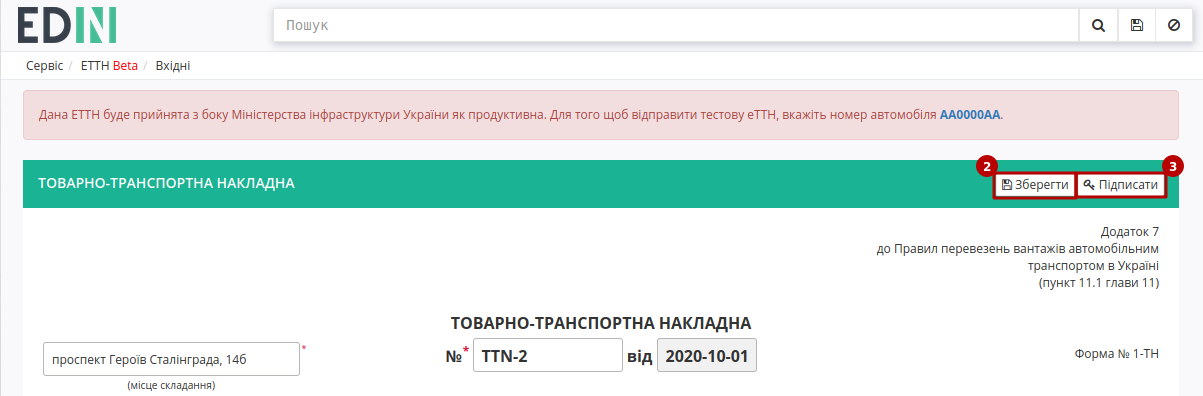 EDIN
Пошук
Сервіс / ЕТТН Beta / Вхідні
Дана ЕТТН буде прийнята з боку Міністерства інфраструктури України як продуктивна. Для того щоб відправити тестову еТТН, вкажіть номер автомобіля АА0000АА.
2 3
ТОВАРНО-ТРАНСПОРТНА НАКЛАДНА Зберегти Підписати
Додаток 7
до Правил перевезень вантажів автомобільним
транспортом в Україні
(пункт 11.1 глави 11)
ТОВАРНО-ТРАНСПОРТНА НАКЛАДНА
проспект Героїв Сталінграда, 14б * №* TTN-2 від 2020-10-01 Форма № 1-ТН
(місце складання)